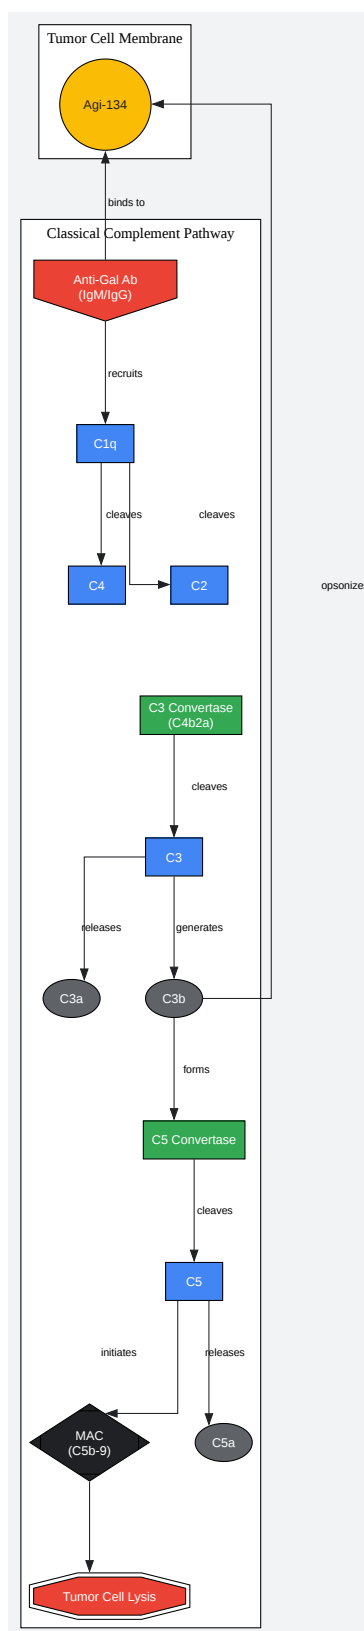 Tumor Cell Membrane
Agi-134
binds to
Classical Complement Pathway
Anti-Gal Ab
(IgM/IgG)
recruits
C1q
cleaves
cleaves
C4
C2
opsonizes
C3 Convertase
(C4b2a)
cleaves
C3
releases
generates
C3a
C3b
forms
C5 Convertase
cleaves
C5
initiates
releases
MAC
(C5b-9)
C5a
Tumor Cell Lysis